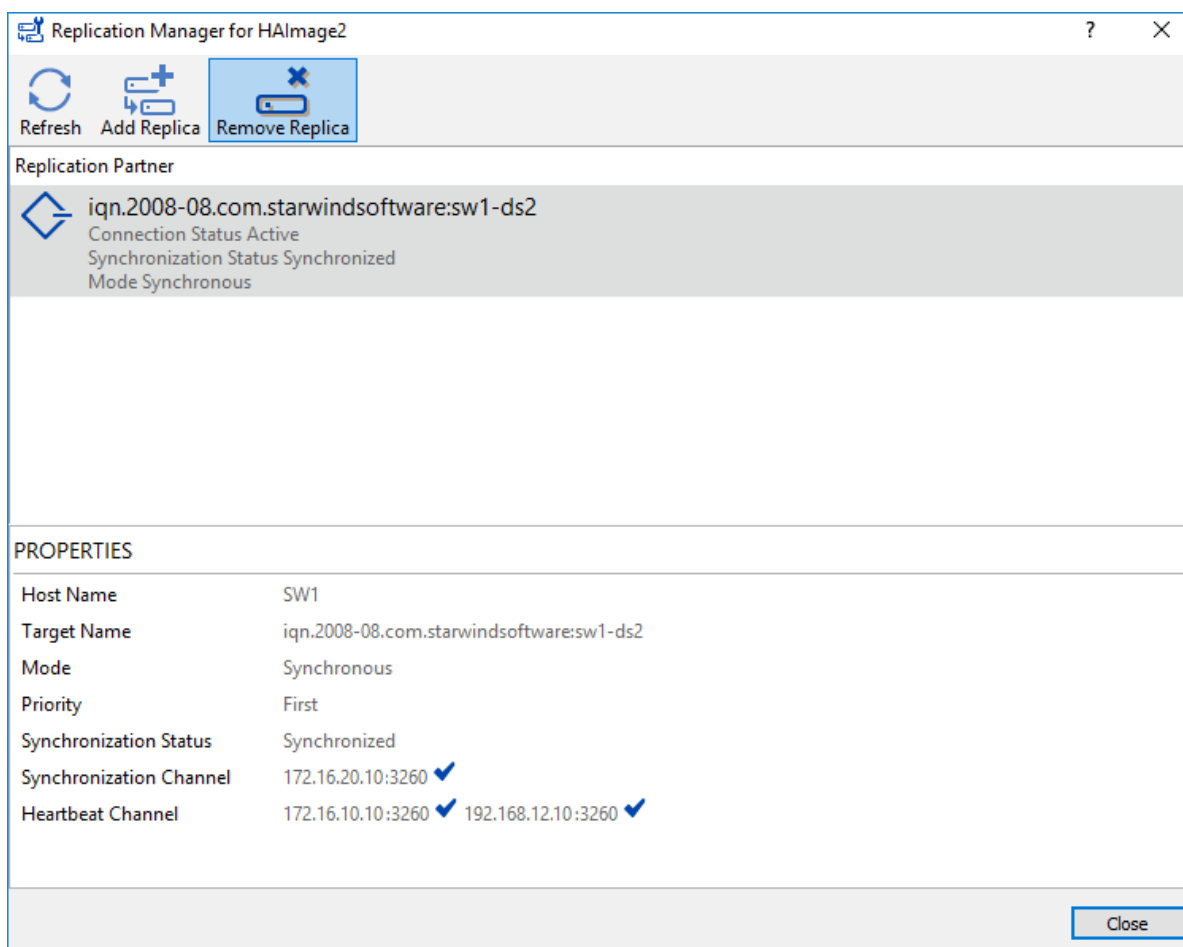 Replication Manager for HAImage2
?
Refresh Add Replica Remove Replica
Replication Partner
iqn.2008-08.com.starwindsoftware:sw1-ds2
Connection Status Active
Synchronization Status Synchronized
Mode Synchronous
PROPERTIES
Host Name SW1
Target Name iqn.2008-08.com.starwindsoftware:sw1-ds2
Mode Synchronous
Priority First
Synchronization Status Synchronized
Synchronization Channel 172.16.20.10:3260
Heartbeat Channel 172.16.10.10:3260 192.168.12.10:3260
Close